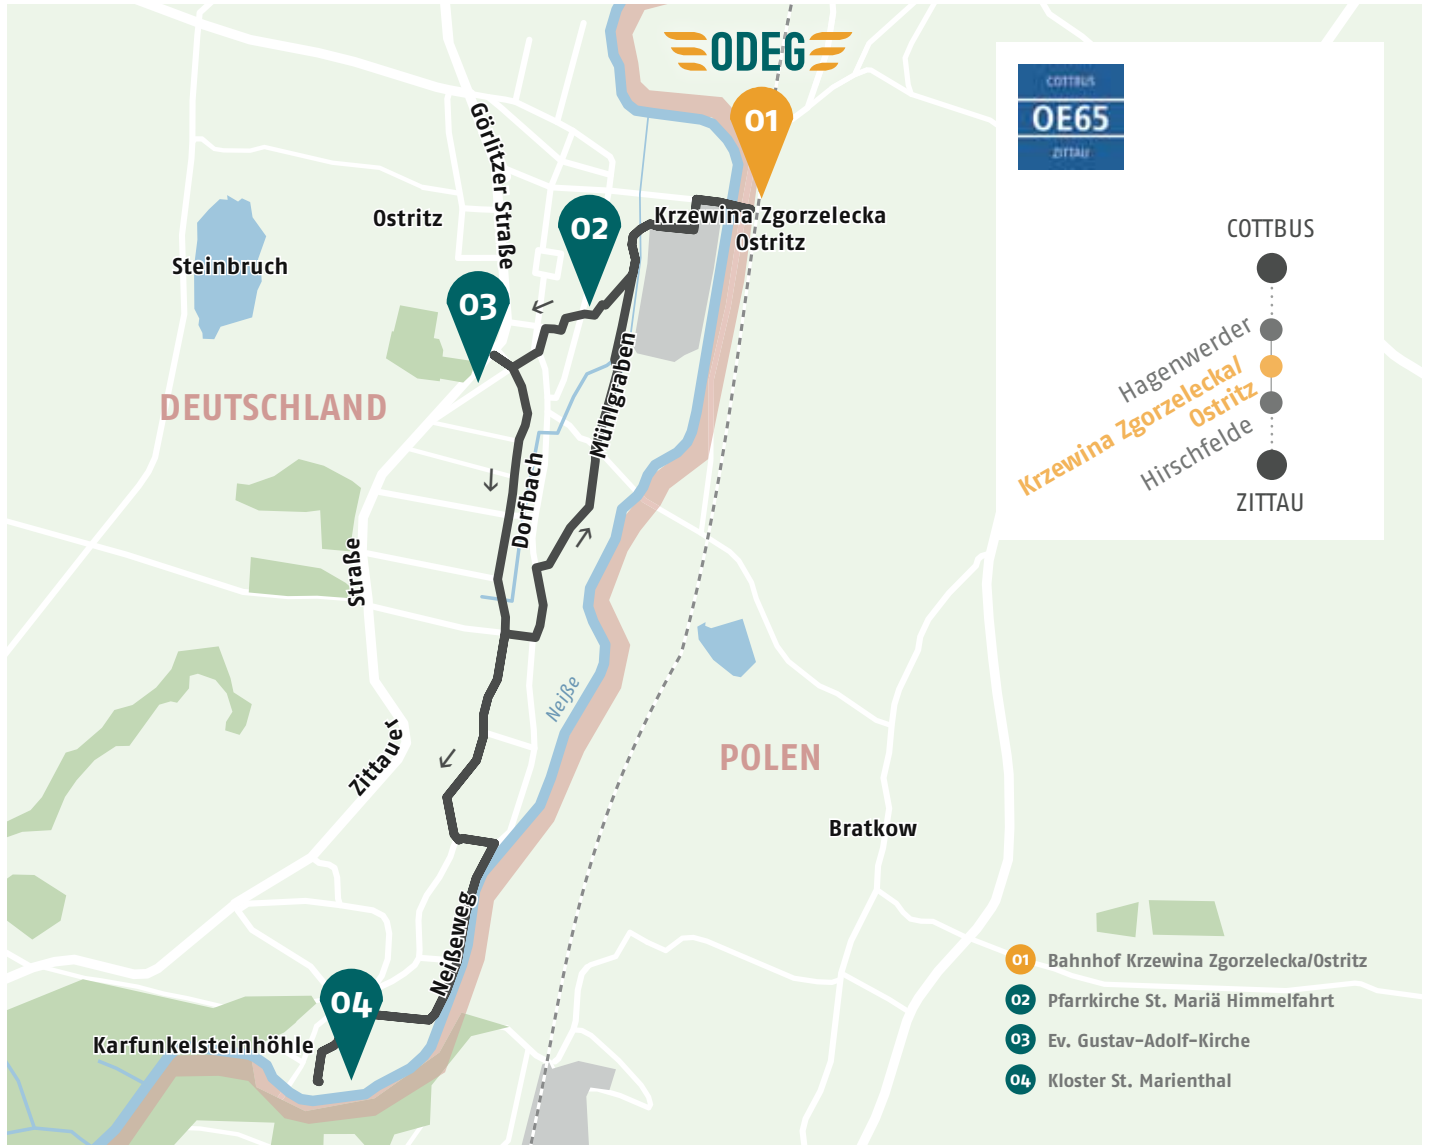 ODEG
01
COTTBUS
OE65
ZITTAU
Görlitzer Straße
Ostritz
02
Krzewina Zgorzelecka
Ostritz
Steinbruch
03
COTTBUS
Hagenwerder
Krzewina Zgorzelecka/
Ostritz
Hirschfelde
ZITTAU
DEUTSCHLAND
Mühlgraben
Dorfbach
Straße
Neiße
Zittauer
POLEN
Bratkow
Neißeweg
04
Karfunkelsteinhöhle
01 Bahnhof Krzewina Zgorzelecka/Ostritz
02 Pfarrkirche St. Mariä Himmelfahrt
03 Ev. Gustav-Adolf-Kirche
04 Kloster St. Marienthal